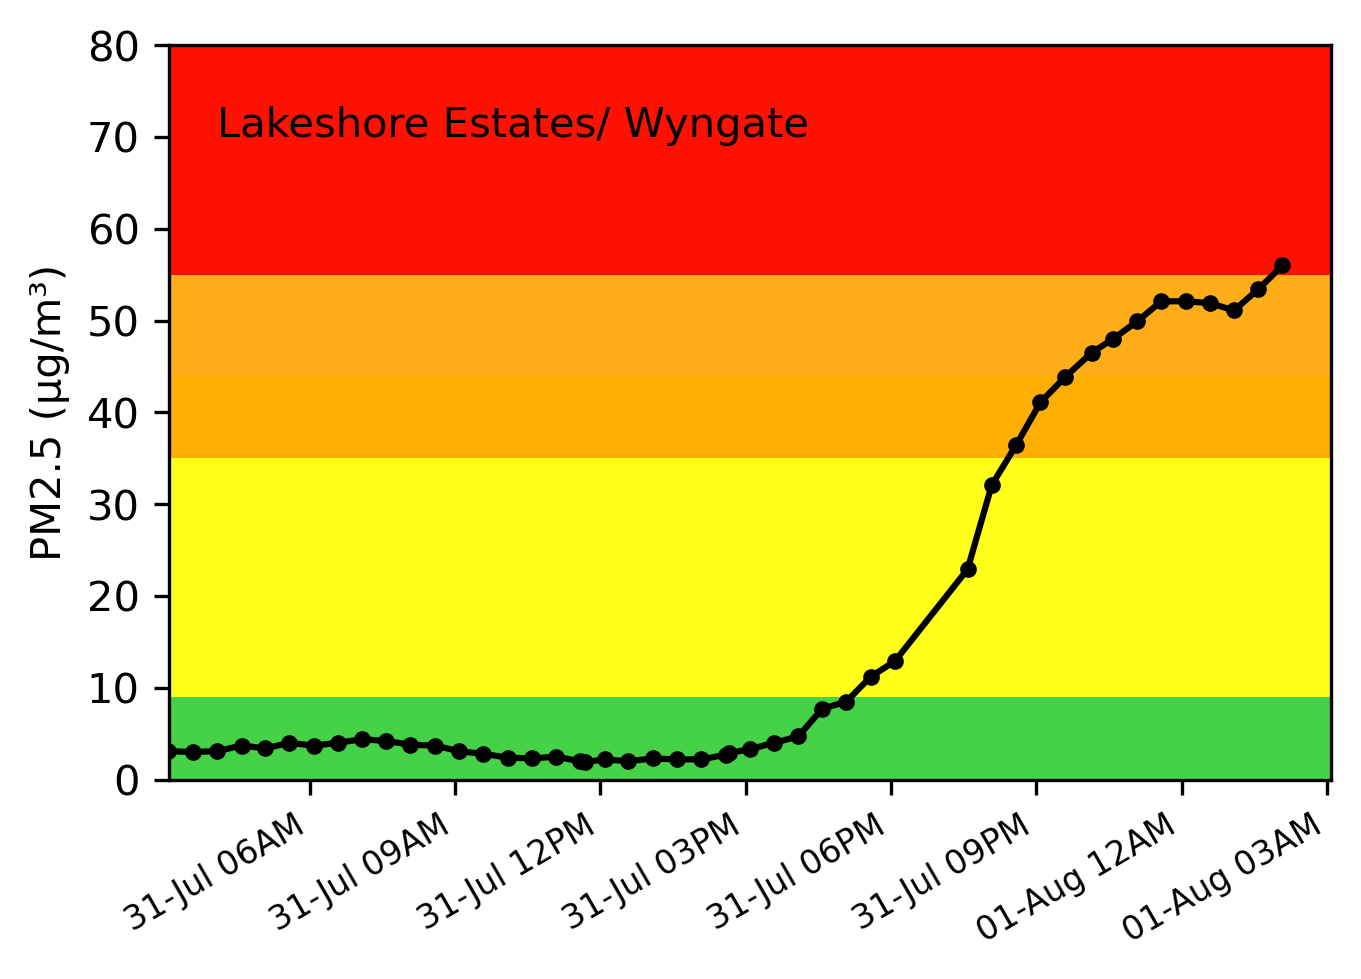 80
Lakeshore Estates/ Wyngate
70
60
50
40
30
20
10
0
PM2.5 (µg/m³)
31-Jul 06AM
31-Jul 09AM
31-Jul 12PM
31-Jul 03PM
31-Jul 06PM
31-Jul 09PM
01-Aug 12AM
01-Aug 03AM